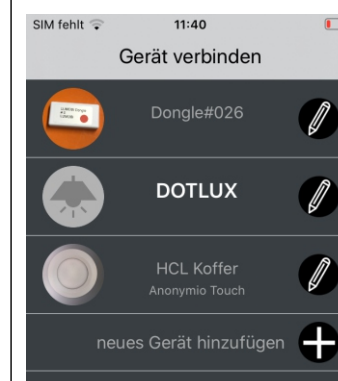 SIM fehlt 11:40
Gerät verbinden
Dongle#026
DOTLUX
HCL Koffer
Anonymio Touch
neues Gerät hinzufügen